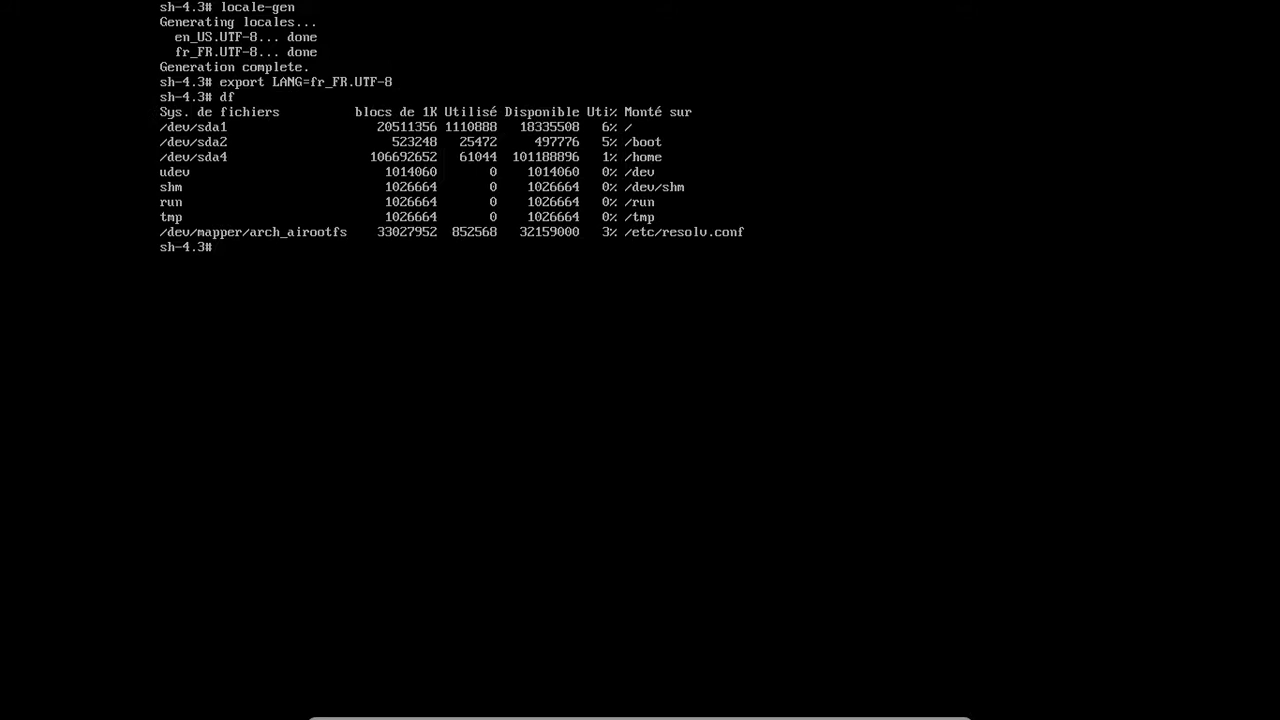 sh-4.3# locale-gen
Generating locales...
  en_US.UTF-8... done
  fr_FR.UTF-8... done
Generation complete.
sh-4.3# export LANG=fr_FR.UTF-8
sh-4.3# df
Sys. de fichiers          blocs de 1K Utilisé Disponible Uti% Monté sur
/dev/sda1                    20511356 1110888   18335508   6% /
/dev/sda2                      523248   25472     497776   5% /boot
/dev/sda4                   106692652   61044  101188896   1% /home
udev                          1014060       0    1014060   0% /dev
shm                           1026664       0    1026664   0% /dev/shm
run                           1026664       0    1026664   0% /run
tmp                           1026664       0    1026664   0% /tmp
/dev/mapper/arch_airootfs    33027952  852568   32159000   3% /etc/resolv.conf
sh-4.3#